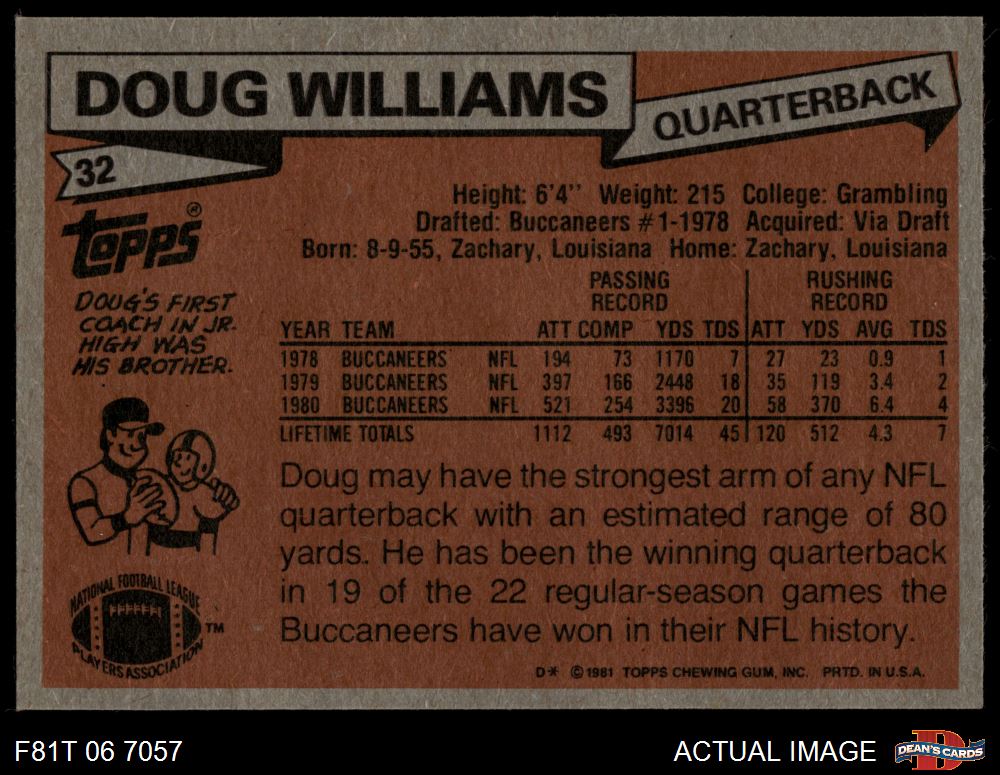 DOUG WILLIAMS
QUARTERBACK
32
topps®
DOUG'S FIRST
COACH IN JR.
HIGH WAS
HIS BROTHER.
Height: 6'4'' Weight: 215 College: Grambling
Drafted: Buccaneers #1-1978 Acquired: Via Draft
Born: 8-9-55, Zachary, Louisiana Home: Zachary, Louisiana
PASSING RECORD RUSHING RECORD
YEAR TEAM ATT COMP YDS TDS ATT YDS AVG TDS
1978 BUCCANEERS NFL 194 73 1170 7 27 23 0.9 1
1979 BUCCANEERS NFL 397 166 2448 18 35 119 3.4 2
1980 BUCCANEERS NFL 521 254 3396 20 58 370 6.4 4
LIFETIME TOTALS 1112 493 7014 45 120 512 4.3 7
Doug may have the strongest arm of any NFL
quarterback with an estimated range of 80
yards. He has been the winning quarterback
in 19 of the 22 regular-season games the
Buccaneers have won in their NFL history.
NATIONAL FOOTBALL LEAGUE
PLAYERS ASSOCIATION
TM
D* © 1981 TOPPS CHEWING GUM, INC. PRTD. IN U.S.A.
F81T 06 7057
ACTUAL IMAGE
D
DEAN'S CARDS